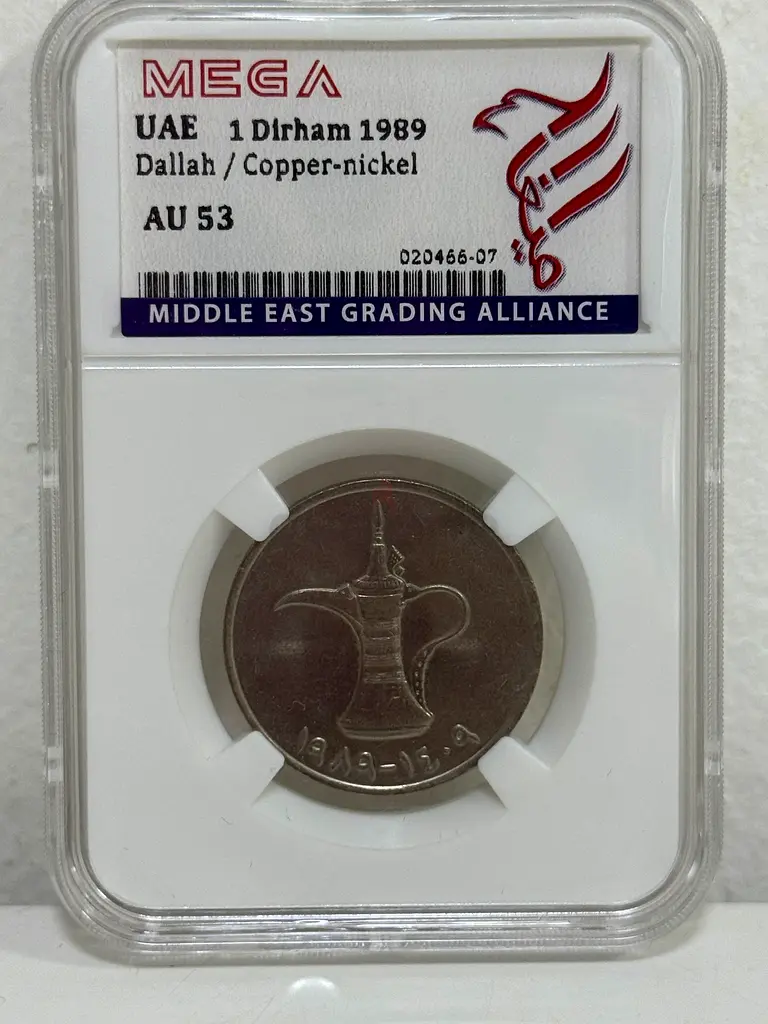 MEGA
UAE 1 Dirham 1989
Dallah / Copper-nickel
AU 53
020466-07
MIDDLE EAST GRADING ALLIANCE
١٩٨٩-١٤٠٩